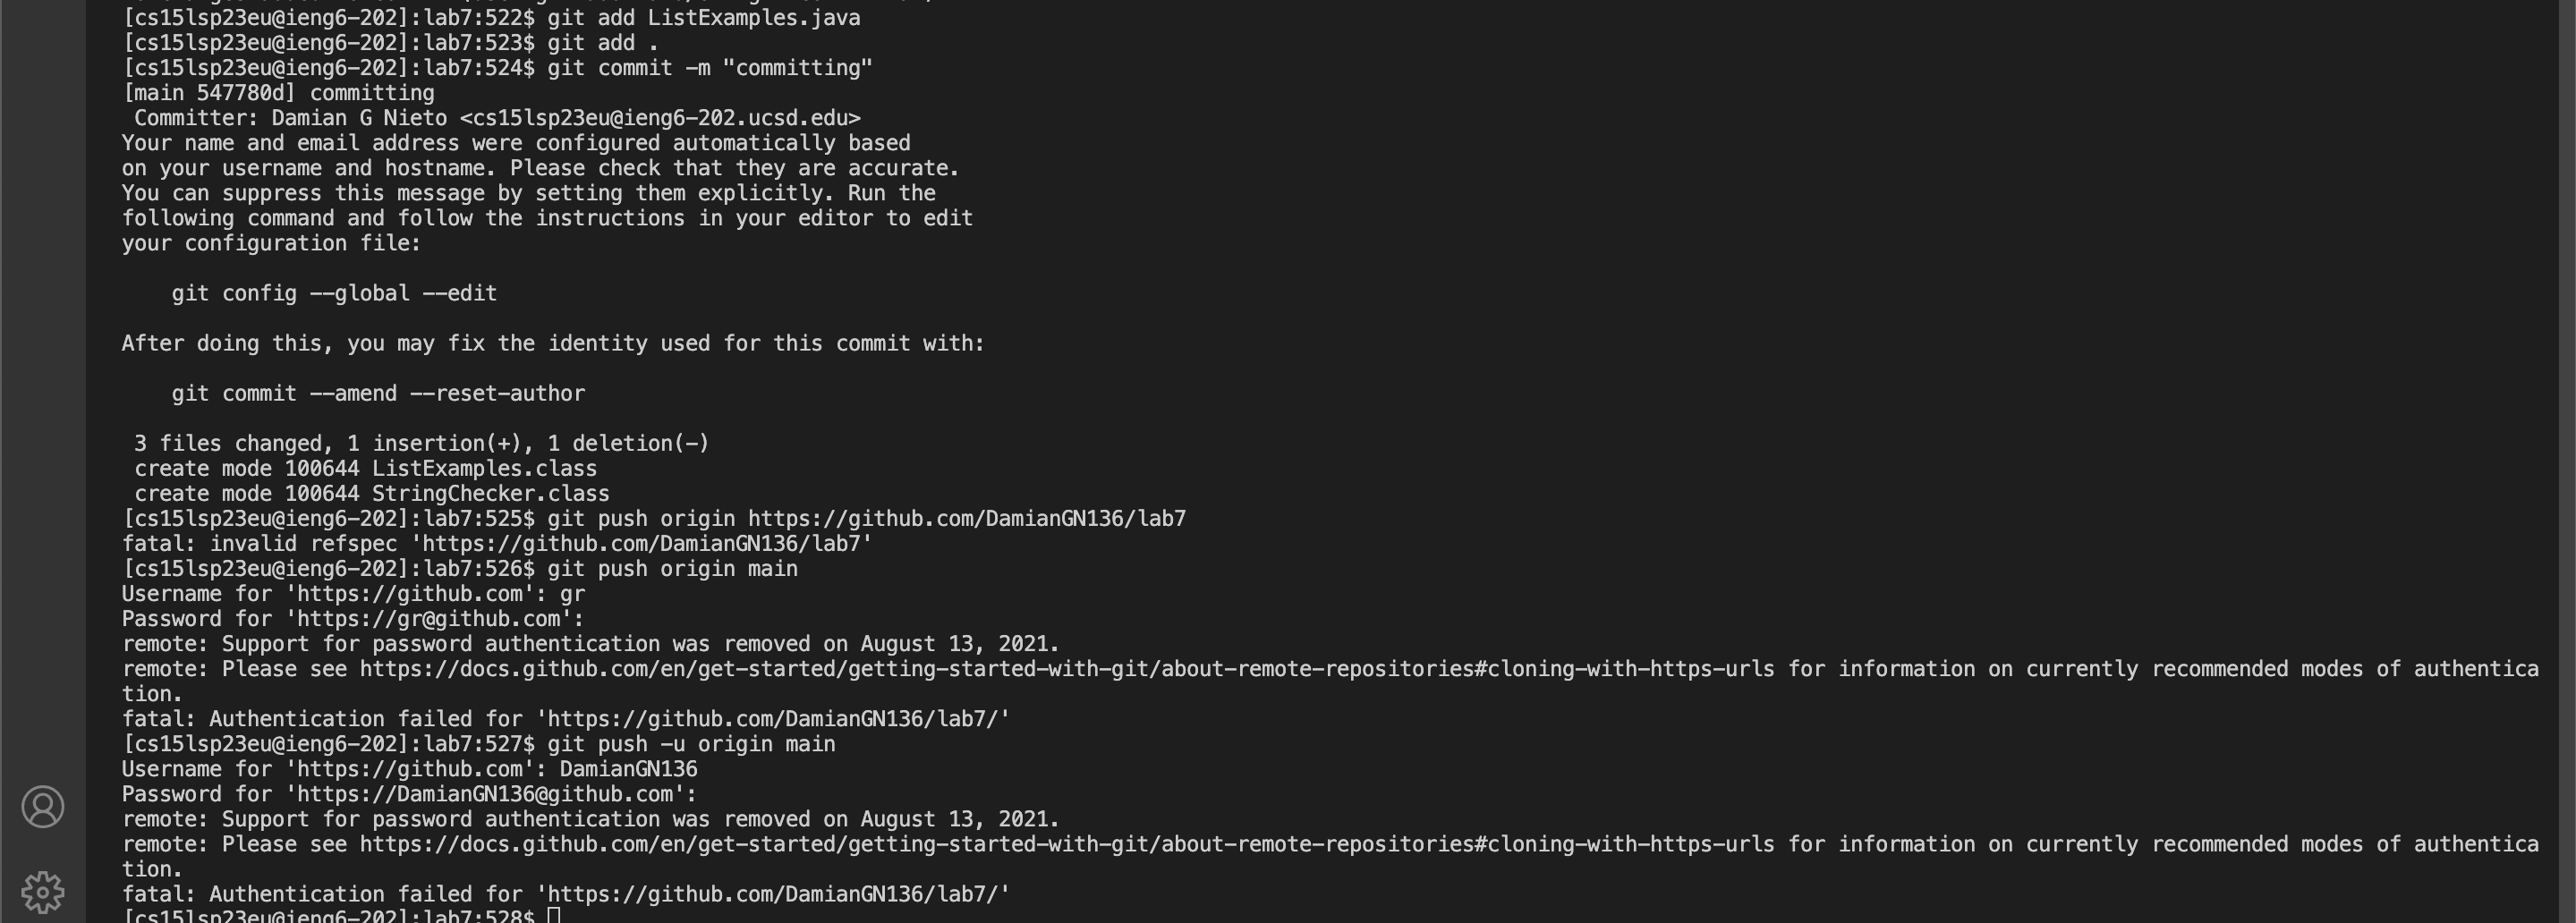 [cs15lsp23eu@ieng6-202]:lab7:522$ git add ListExamples.java
[cs15lsp23eu@ieng6-202]:lab7:523$ git add .
[cs15lsp23eu@ieng6-202]:lab7:524$ git commit -m "committing"
[main 547780d] committing
 Committer: Damian G Nieto <cs15lsp23eu@ieng6-202.ucsd.edu>
Your name and email address were configured automatically based
on your username and hostname. Please check that they are accurate.
You can suppress this message by setting them explicitly. Run the
following command and follow the instructions in your editor to edit
your configuration file:

    git config --global --edit

After doing this, you may fix the identity used for this commit with:

    git commit --amend --reset-author

 3 files changed, 1 insertion(+), 1 deletion(-)
 create mode 100644 ListExamples.class
 create mode 100644 StringChecker.class
[cs15lsp23eu@ieng6-202]:lab7:525$ git push origin https://github.com/DamianGN136/lab7
fatal: invalid refspec 'https://github.com/DamianGN136/lab7'
[cs15lsp23eu@ieng6-202]:lab7:526$ git push origin main
Username for 'https://github.com': gr
Password for 'https://gr@github.com':
remote: Support for password authentication was removed on August 13, 2021.
remote: Please see https://docs.github.com/en/get-started/getting-started-with-git/about-remote-repositories#cloning-with-https-urls for information on currently recommended modes of authentica
tion.
fatal: Authentication failed for 'https://github.com/DamianGN136/lab7/'
[cs15lsp23eu@ieng6-202]:lab7:527$ git push -u origin main
Username for 'https://github.com': DamianGN136
Password for 'https://DamianGN136@github.com':
remote: Support for password authentication was removed on August 13, 2021.
remote: Please see https://docs.github.com/en/get-started/getting-started-with-git/about-remote-repositories#cloning-with-https-urls for information on currently recommended modes of authentica
tion.
fatal: Authentication failed for 'https://github.com/DamianGN136/lab7/'
[cs15lsp23eu@ieng6-202]:lab7:528$